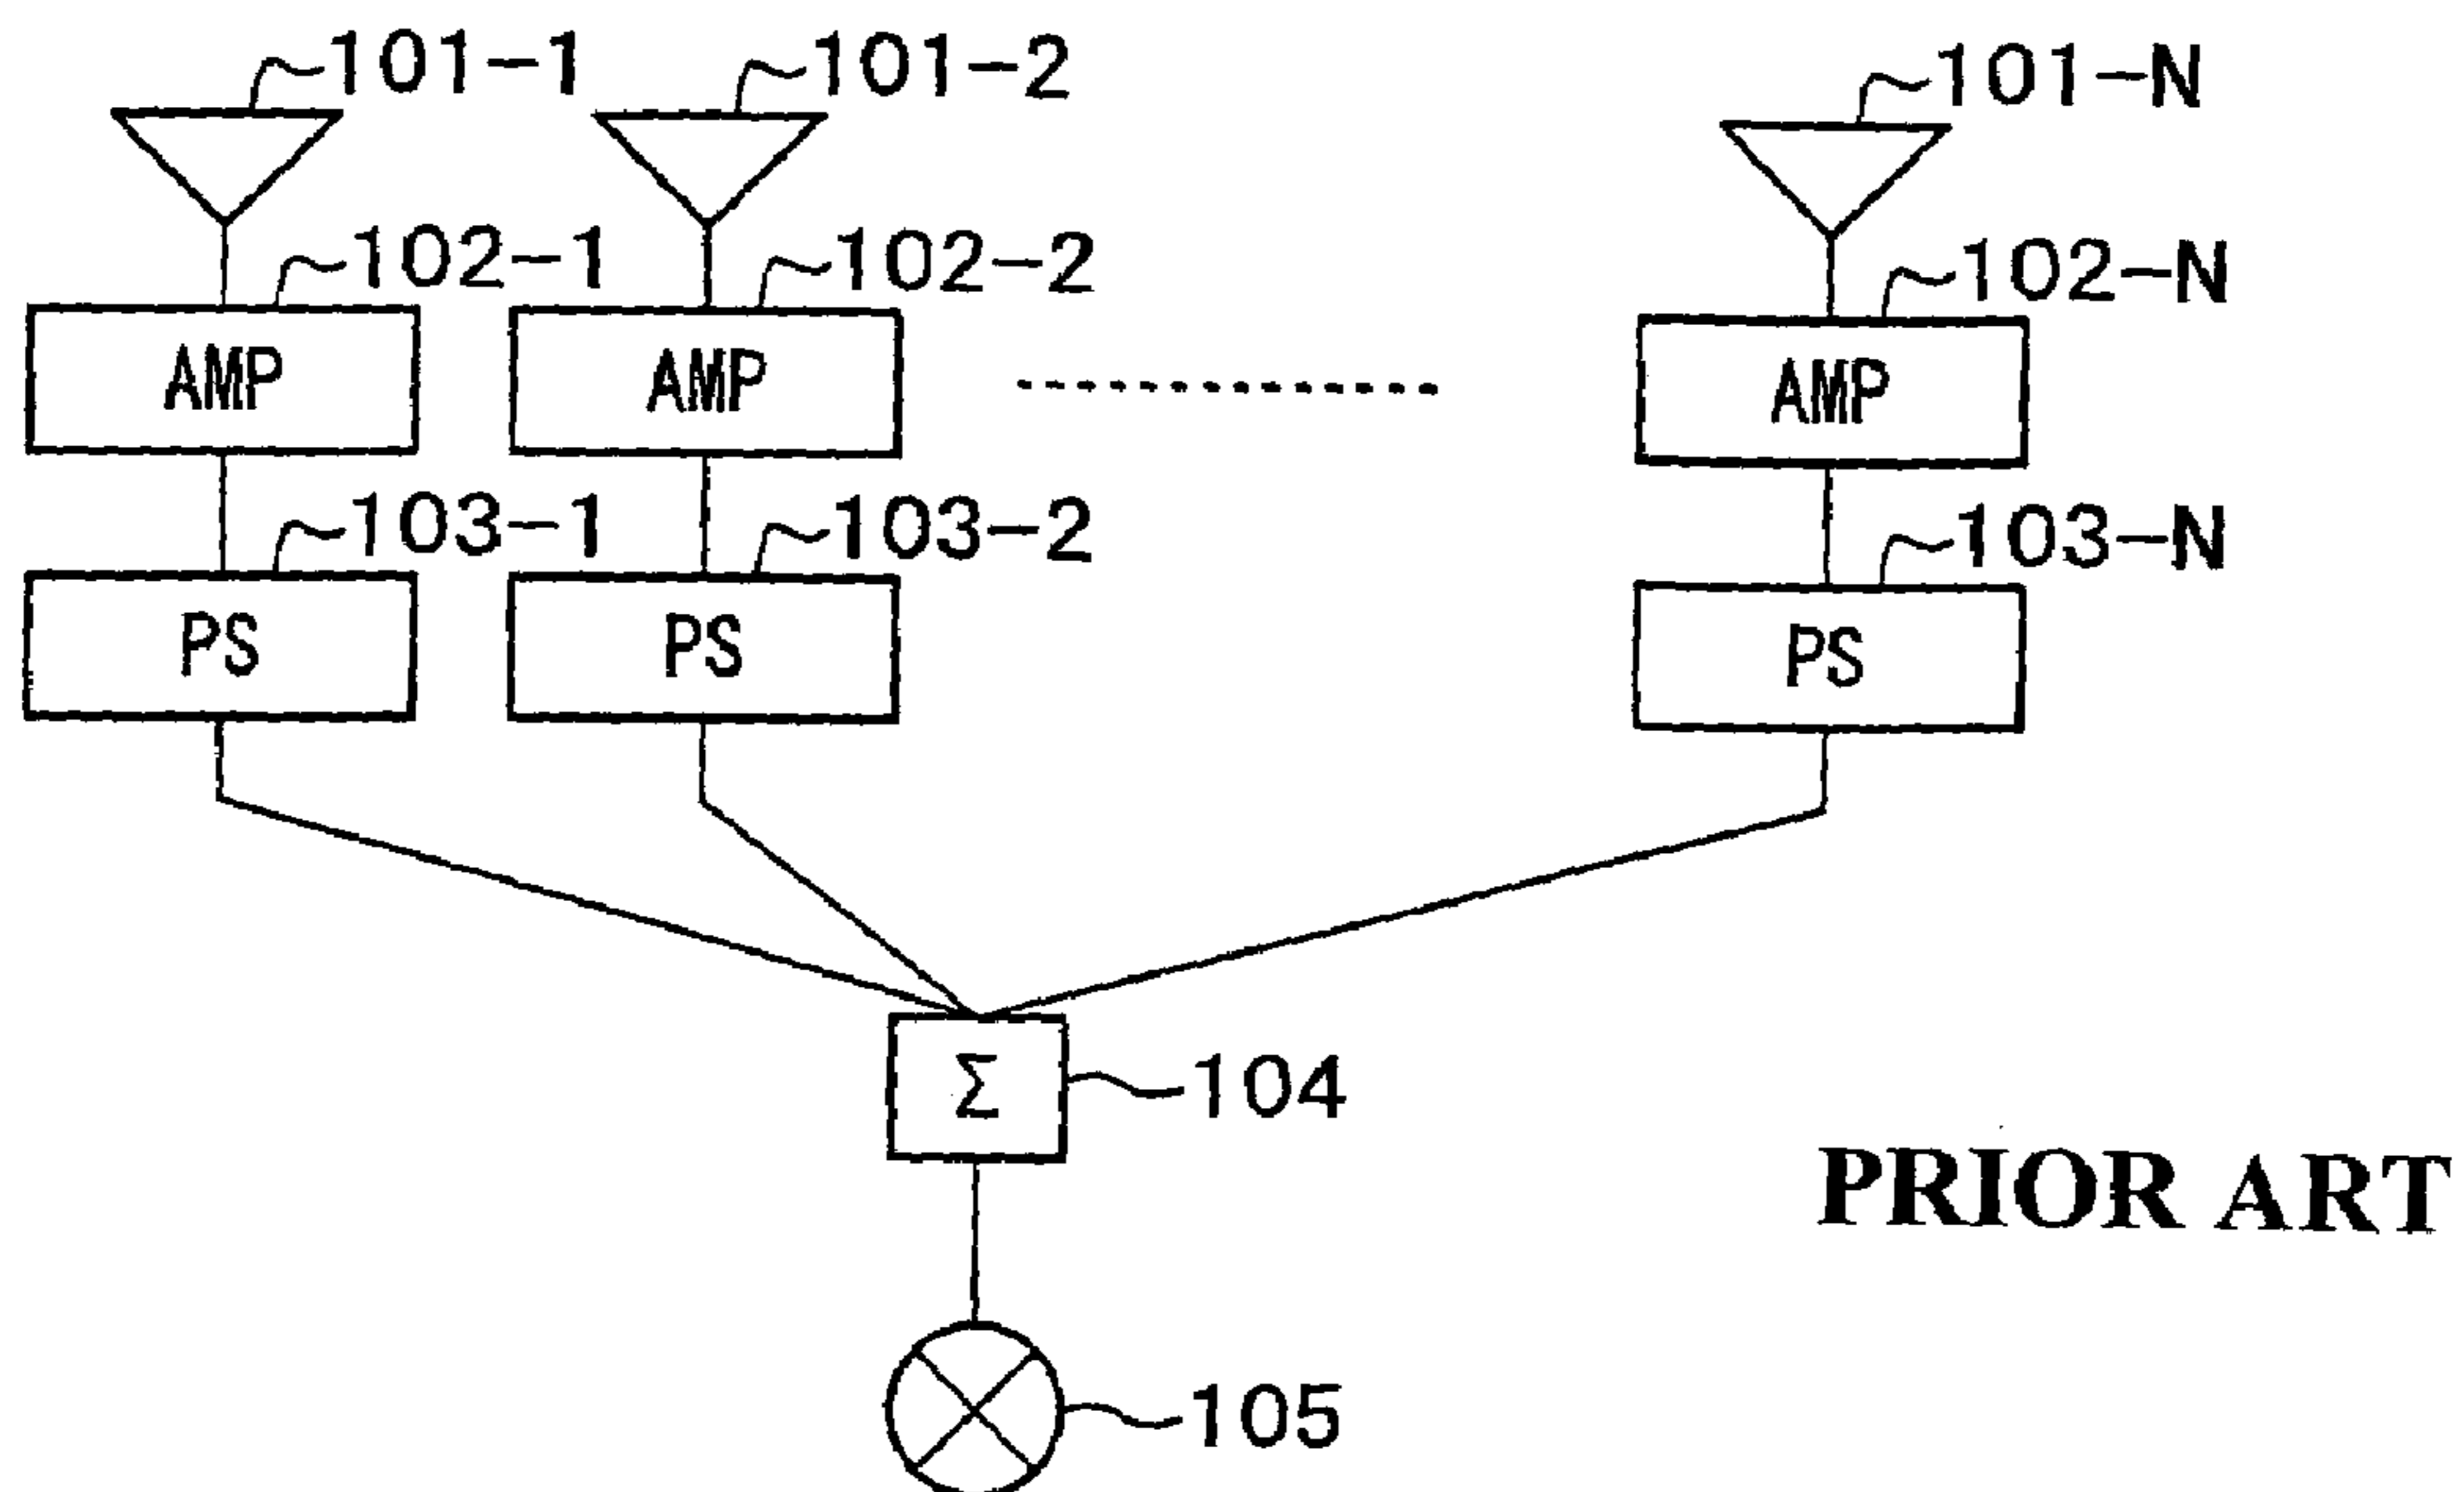 101-1 101-2 101-N
102-1 102-2 102-N
AMP AMP AMP
103-1 103-2 103-N
PS PS PS
Σ 104
PRIOR ART
105